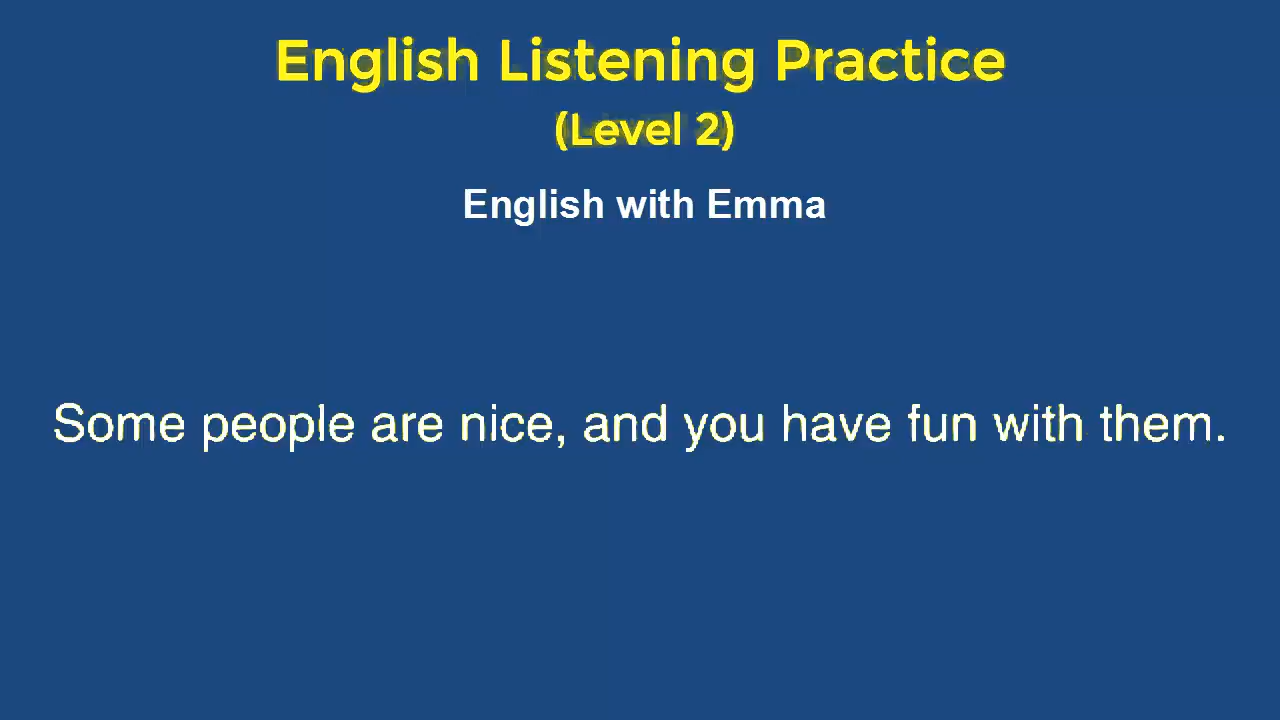 English Listening Practice
(Level 2)
English with Emma
Some people are nice, and you have fun with them.